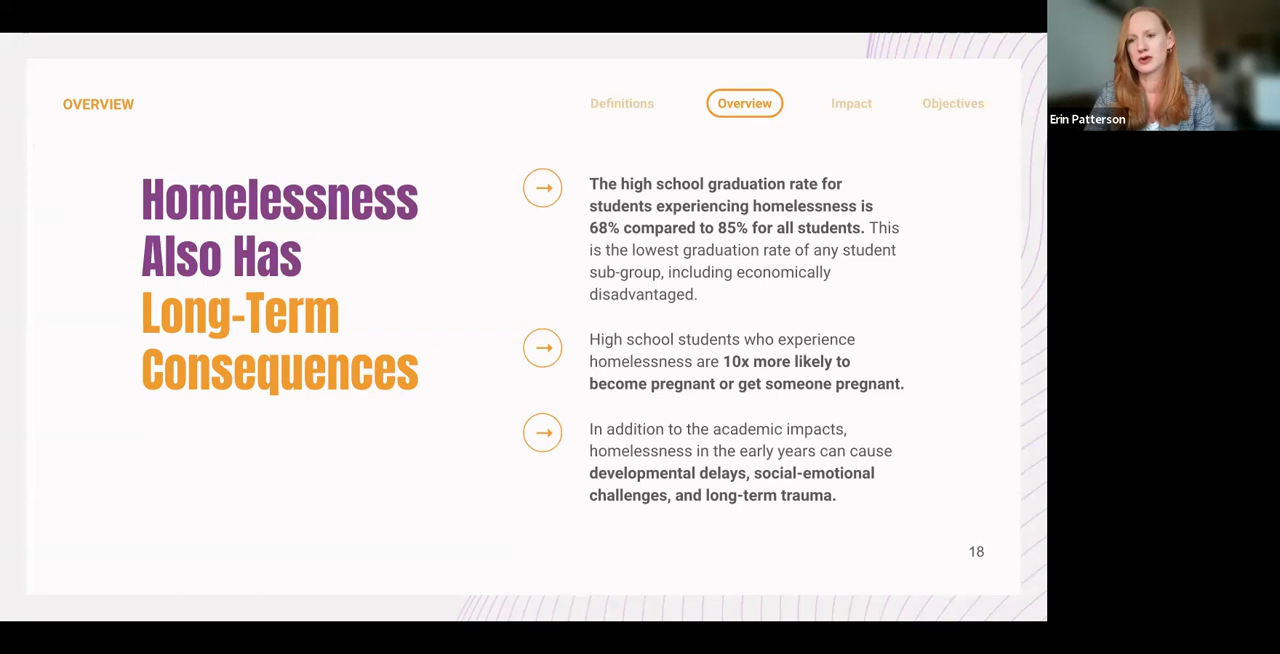 OVERVIEW
Definitions
Overview
Impact
Objectives
Homelessness
Also Has
Long-Term
Consequences
The high school graduation rate for
students experiencing homelessness is
68% compared to 85% for all students. This
is the lowest graduation rate of any student
sub-group, including economically
disadvantaged.
High school students who experience
homelessness are 10x more likely to
become pregnant or get someone pregnant.
In addition to the academic impacts,
homelessness in the early years can cause
developmental delays, social-emotional
challenges, and long-term trauma.
18
Erin Patterson